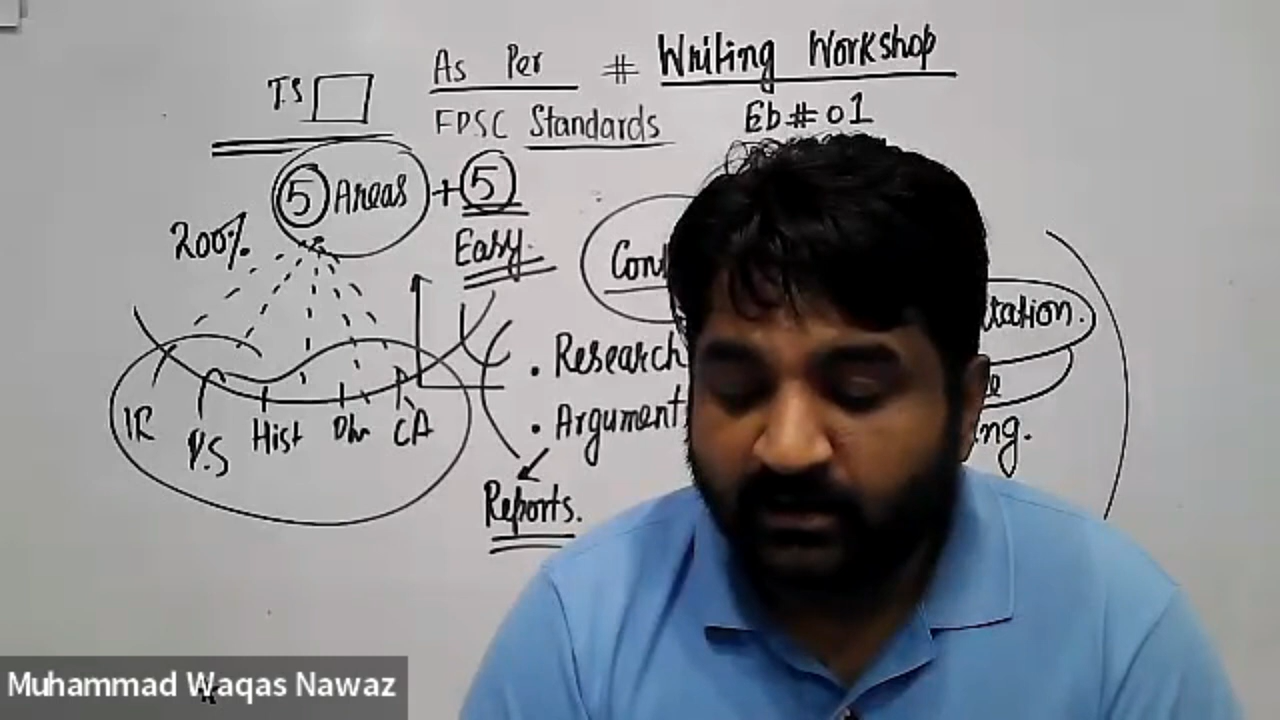 As Per # Writing Workshop
T.S
FPSC Standards Eb # 01
5 Areas + 5
200%
Easy.
Con
tation.
. Research
. Argument
ng.
IR P.S Hist CA
Reports.
Muhammad Waqas Nawaz